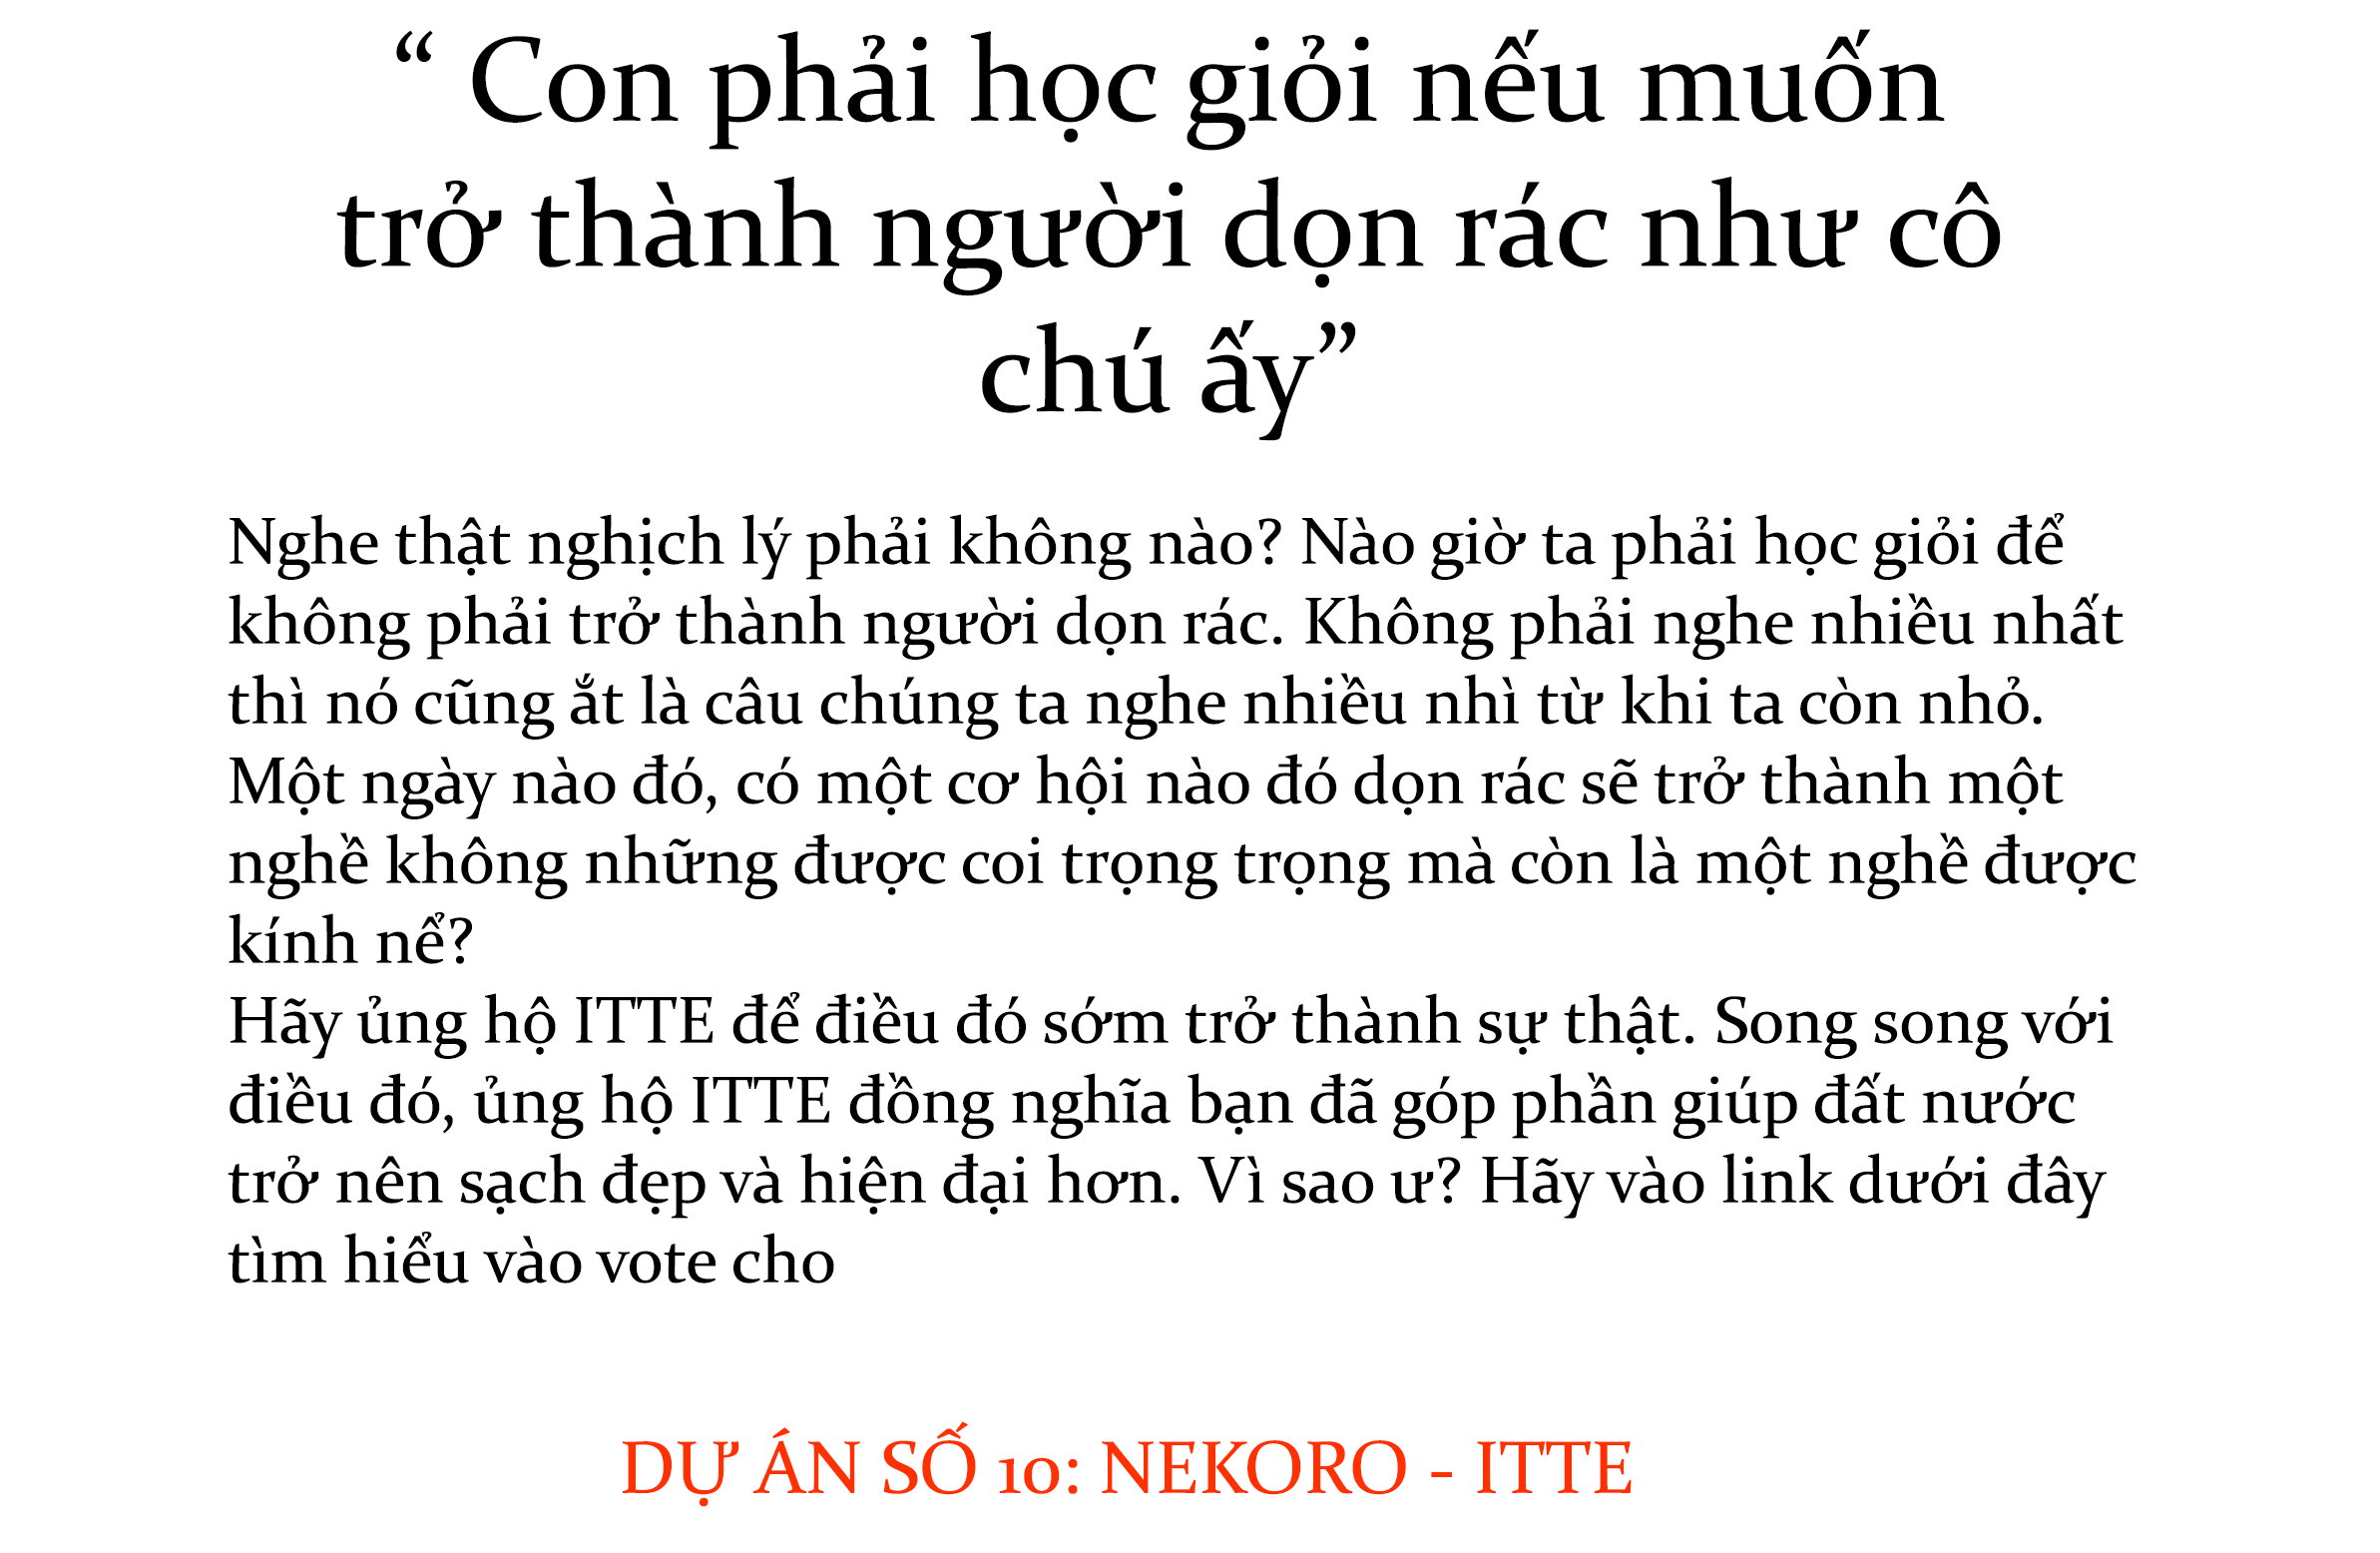 “ Con phải học giỏi nếu muốn
trở thành người dọn rác như cô
chú ấy”
Nghe thật nghịch lý phải không nào? Nào giờ ta phải học giỏi để
không phải trở thành người dọn rác. Không phải nghe nhiều nhất
thì nó cũng ắt là câu chúng ta nghe nhiều nhì từ khi ta còn nhỏ.
Một ngày nào đó, có một cơ hội nào đó dọn rác sẽ trở thành một
nghề không những được coi trọng trọng mà còn là một nghề được
kính nể?
Hãy ủng hộ ITTE để điều đó sớm trở thành sự thật. Song song với
điều đó, ủng hộ ITTE đồng nghĩa bạn đã góp phần giúp đất nước
trở nên sạch đẹp và hiện đại hơn. Vì sao ư? Hãy vào link dưới đây
tìm hiểu vào vote cho
DỰ ÁN SỐ 10: NEKORO - ITTE